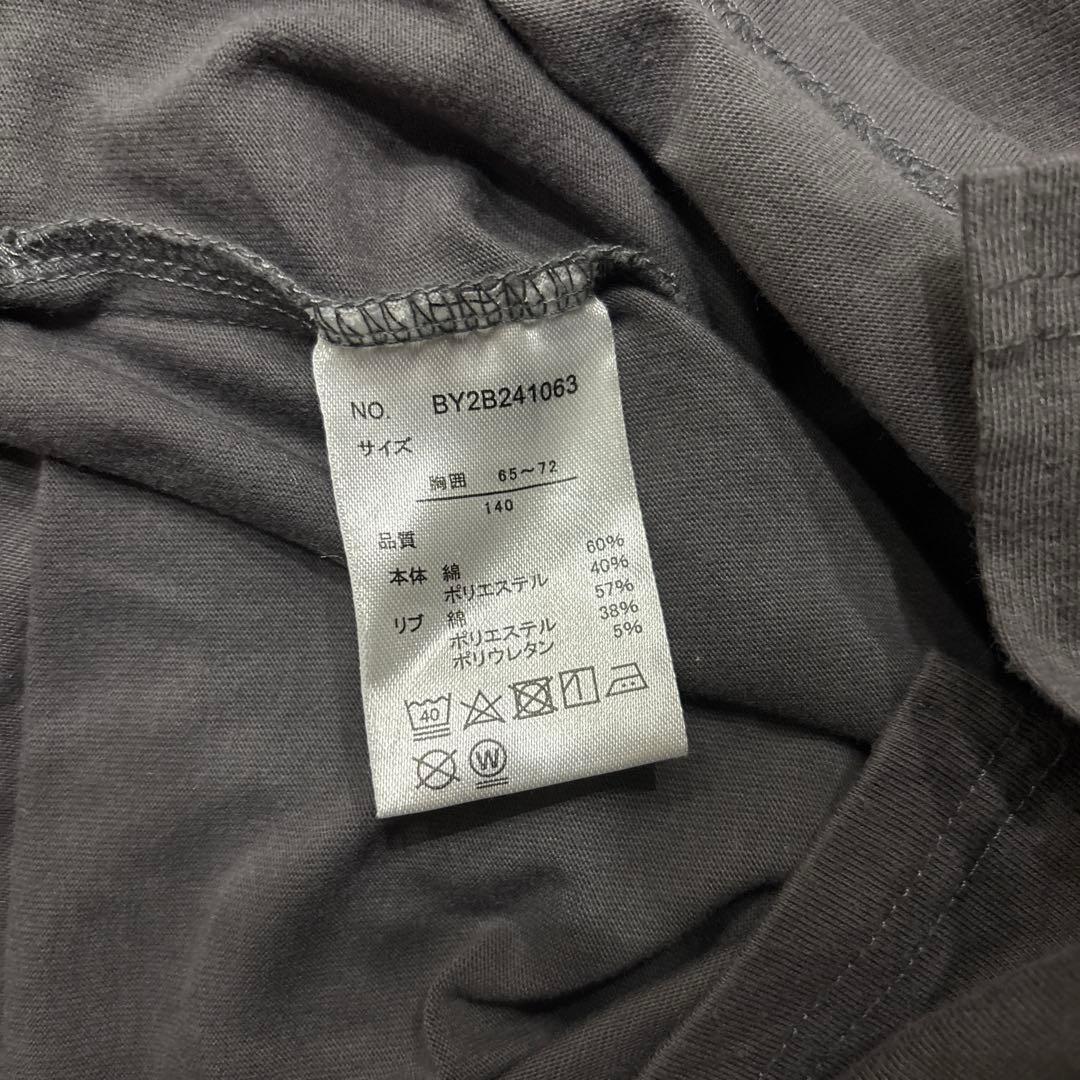 NO. BY2B241063
サイズ
胸囲 65～72
140
品質
本体 綿 60%
ポリエステル 40%
リブ 綿 57%
ポリエステル 38%
ポリウレタン 5%
40
W